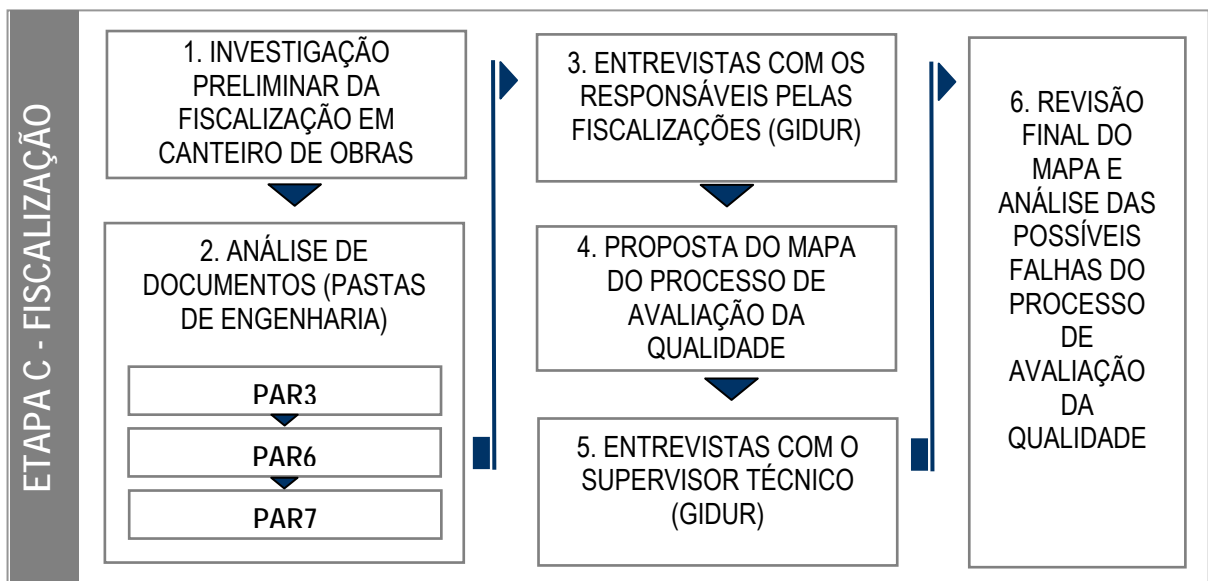 ETAPA C - FISCALIZAÇÃO
1. INVESTIGAÇÃO
PRELIMINAR DA
FISCALIZAÇÃO EM
CANTEIRO DE OBRAS
2. ANÁLISE DE
DOCUMENTOS (PASTAS
DE ENGENHARIA)
PAR3
PAR6
PAR7
3. ENTREVISTAS COM OS
RESPONSÁVEIS PELAS
FISCALIZAÇÕES (GIDUR)
4. PROPOSTA DO MAPA
DO PROCESSO DE
AVALIAÇÃO DA
QUALIDADE
5. ENTREVISTAS COM O
SUPERVISOR TÉCNICO
(GIDUR)
6. REVISÃO
FINAL DO
MAPA E
ANÁLISE DAS
POSSÍVEIS
FALHAS DO
PROCESSO
DE
AVALIAÇÃO
DA
QUALIDADE